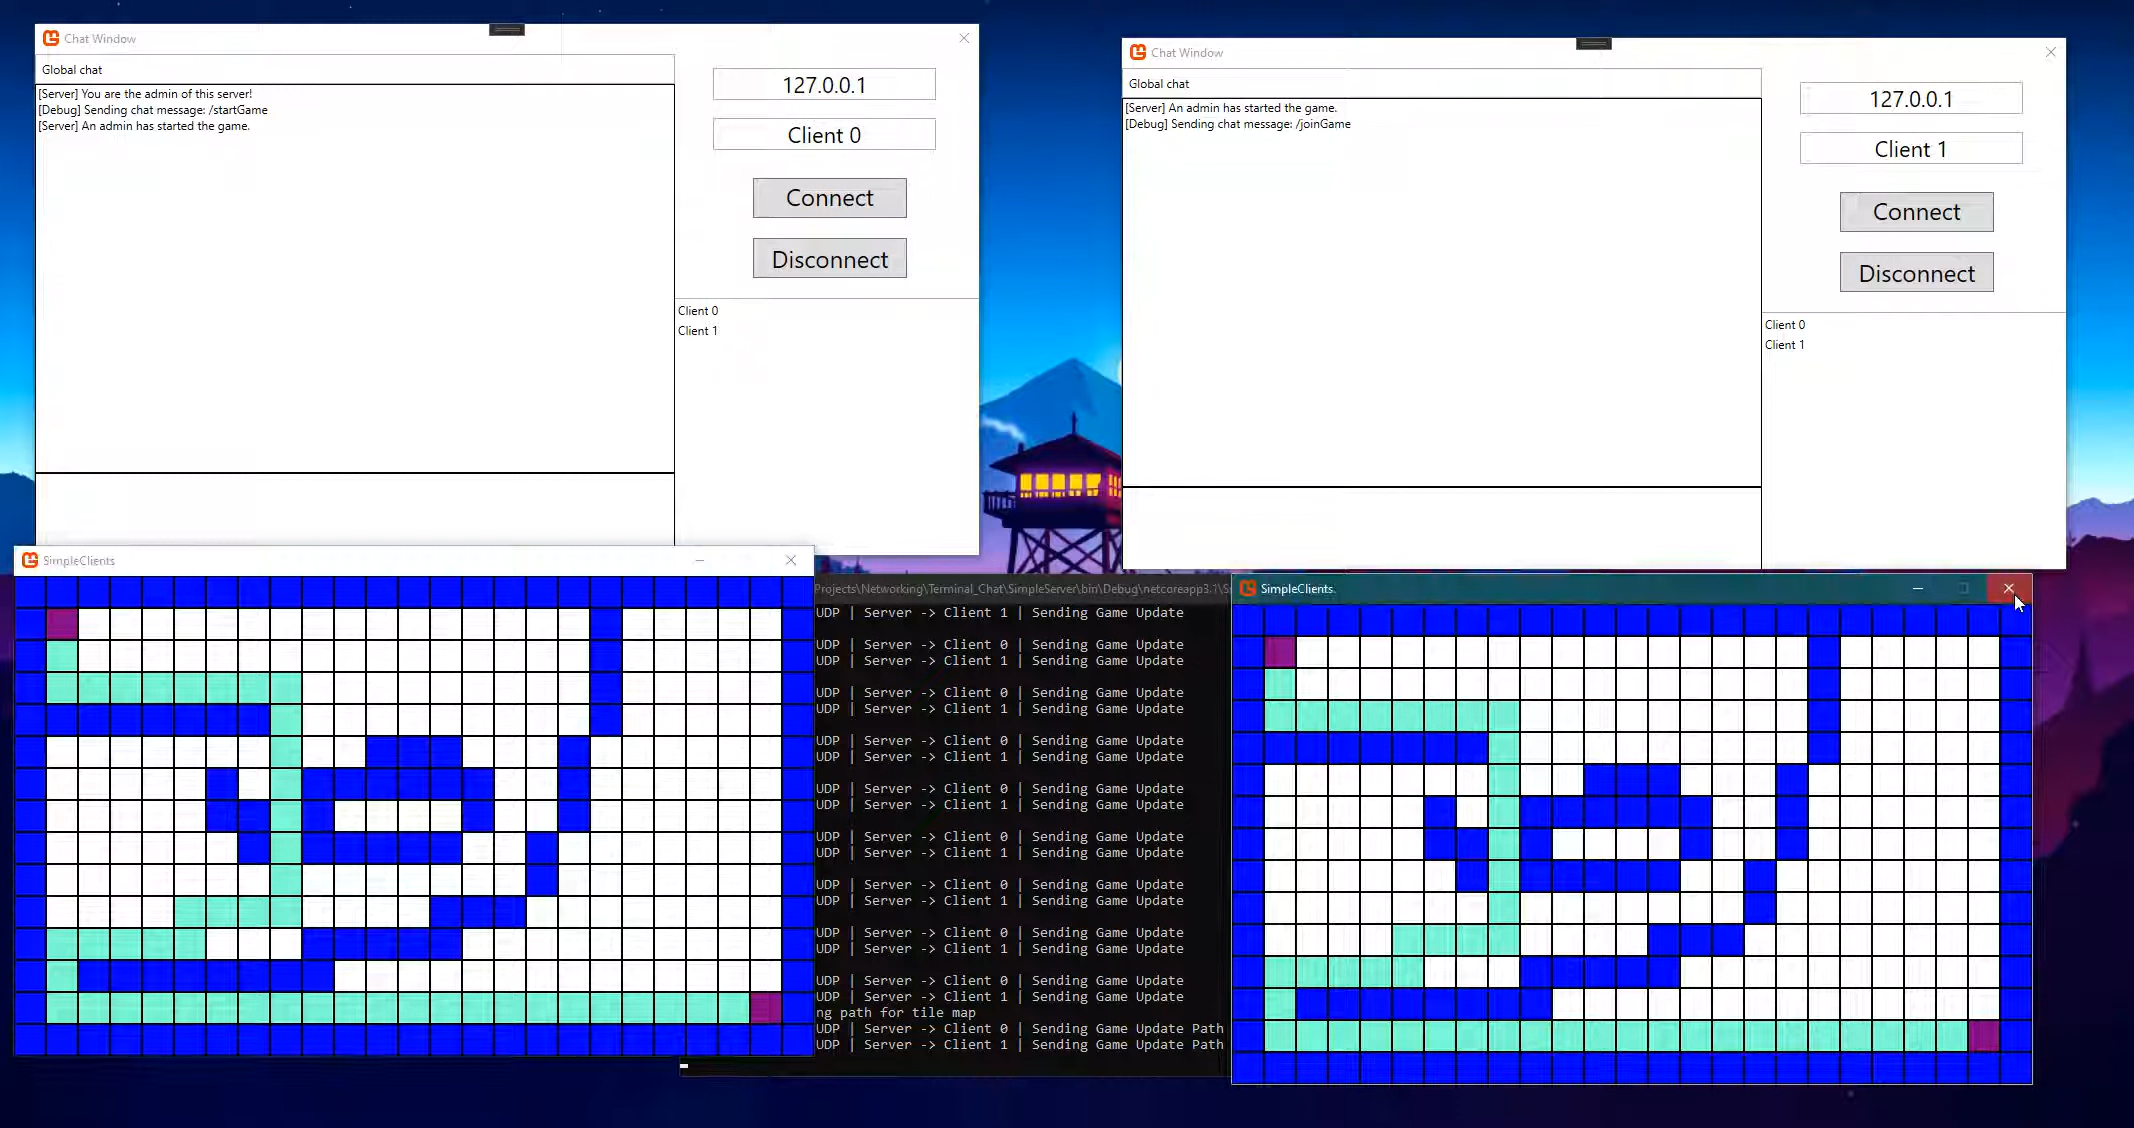 Chat Window
Global chat
[Server] You are the admin of this server!
[Debug] Sending chat message: /startGame
[Server] An admin has started the game.
127.0.0.1
Client 0
Connect
Disconnect
Client 0
Client 1
Chat Window
Global chat
[Server] An admin has started the game.
[Debug] Sending chat message: /joinGame
127.0.0.1
Client 1
Connect
Disconnect
Client 0
Client 1
SimpleClients
Projects\Networking\Terminal_Chat\SimpleServer\bin\Debug\netcoreapp3.1\S
UDP | Server -> Client 1 | Sending Game Update
UDP | Server -> Client 0 | Sending Game Update
UDP | Server -> Client 1 | Sending Game Update
UDP | Server -> Client 0 | Sending Game Update
UDP | Server -> Client 1 | Sending Game Update
UDP | Server -> Client 0 | Sending Game Update
UDP | Server -> Client 1 | Sending Game Update
UDP | Server -> Client 0 | Sending Game Update
UDP | Server -> Client 1 | Sending Game Update
UDP | Server -> Client 0 | Sending Game Update
UDP | Server -> Client 1 | Sending Game Update
UDP | Server -> Client 0 | Sending Game Update
UDP | Server -> Client 1 | Sending Game Update
UDP | Server -> Client 0 | Sending Game Update
UDP | Server -> Client 1 | Sending Game Update
UDP | Server -> Client 0 | Sending Game Update
UDP | Server -> Client 1 | Sending Game Update
ng path for tile map
UDP | Server -> Client 0 | Sending Game Update Path
UDP | Server -> Client 1 | Sending Game Update Path
SimpleClients